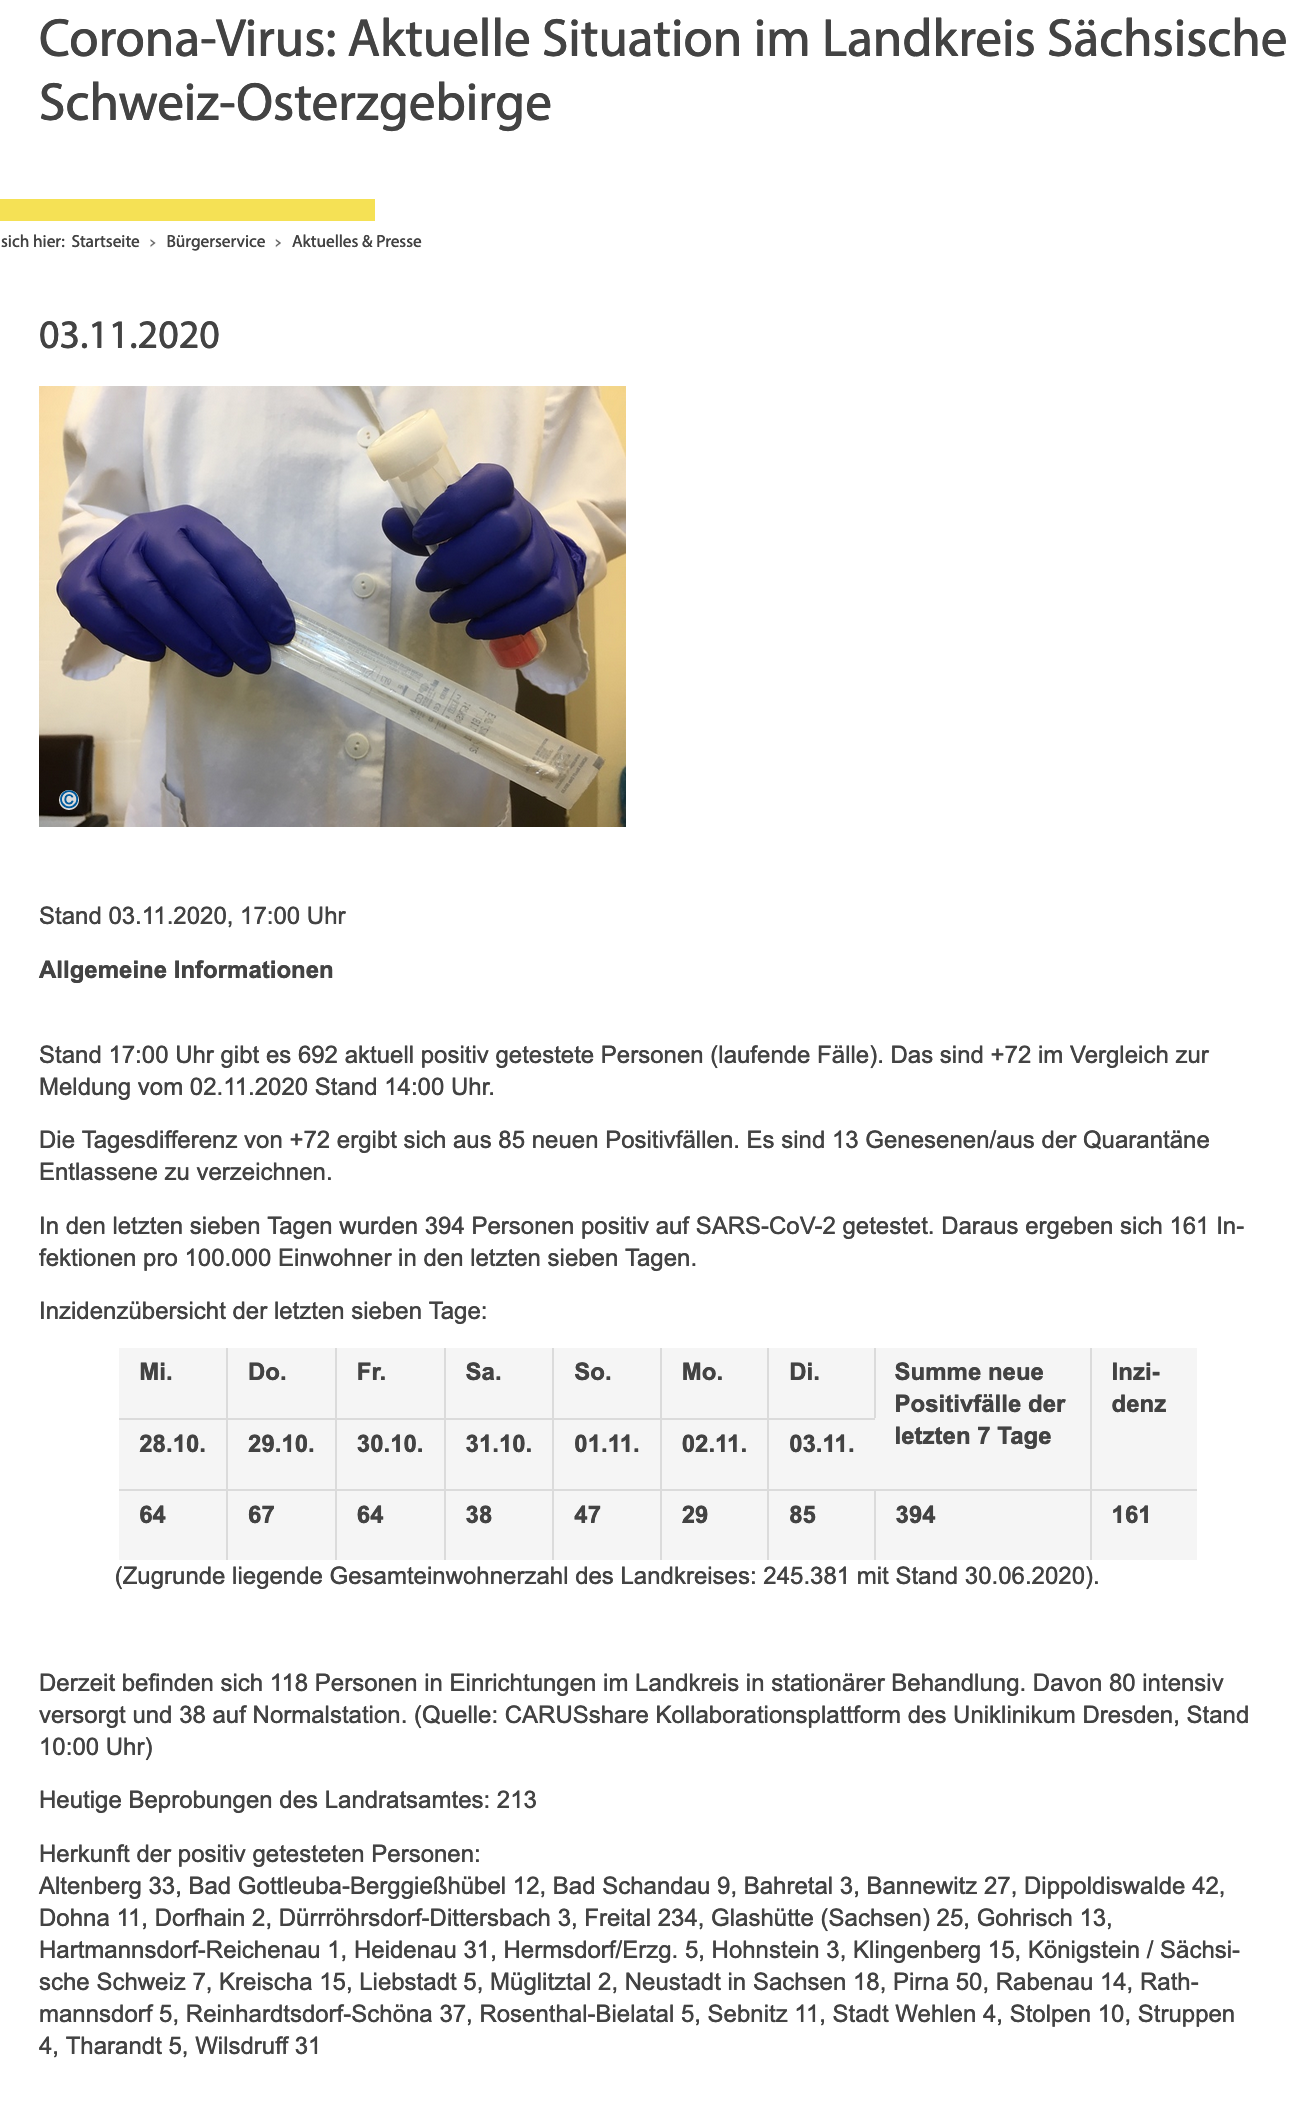 Corona-Virus: Aktuelle Situation im Landkreis Sächsische
Schweiz-Osterzgebirge
sich hier: Startseite › Bürgerservice › Aktuelles & Presse
03.11.2020
©
Stand 03.11.2020, 17:00 Uhr
Allgemeine Informationen
Stand 17:00 Uhr gibt es 692 aktuell positiv getestete Personen (laufende Fälle). Das sind +72 im Vergleich zur
Meldung vom 02.11.2020 Stand 14:00 Uhr.
Die Tagesdifferenz von +72 ergibt sich aus 85 neuen Positivfällen. Es sind 13 Genesenen/aus der Quarantäne
Entlassene zu verzeichnen.
In den letzten sieben Tagen wurden 394 Personen positiv auf SARS-CoV-2 getestet. Daraus ergeben sich 161 In-
fektionen pro 100.000 Einwohner in den letzten sieben Tagen.
Inzidenzübersicht der letzten sieben Tage:
Mi. Do. Fr. Sa. So. Mo. Di. Summe neue Inzi-
Positivfälle der denz
28.10. 29.10. 30.10. 31.10. 01.11. 02.11. 03.11. letzten 7 Tage
64 67 64 38 47 29 85 394 161
(Zugrunde liegende Gesamteinwohnerzahl des Landkreises: 245.381 mit Stand 30.06.2020).
Derzeit befinden sich 118 Personen in Einrichtungen im Landkreis in stationärer Behandlung. Davon 80 intensiv
versorgt und 38 auf Normalstation. (Quelle: CARUSshare Kollaborationsplattform des Uniklinikum Dresden, Stand
10:00 Uhr)
Heutige Beprobungen des Landratsamtes: 213
Herkunft der positiv getesteten Personen:
Altenberg 33, Bad Gottleuba-Berggießhübel 12, Bad Schandau 9, Bahretal 3, Bannewitz 27, Dippoldiswalde 42,
Dohna 11, Dorfhain 2, Dürrröhrsdorf-Dittersbach 3, Freital 234, Glashütte (Sachsen) 25, Gohrisch 13,
Hartmannsdorf-Reichenau 1, Heidenau 31, Hermsdorf/Erzg. 5, Hohnstein 3, Klingenberg 15, Königstein / Sächsi-
sche Schweiz 7, Kreischa 15, Liebstadt 5, Müglitztal 2, Neustadt in Sachsen 18, Pirna 50, Rabenau 14, Rath-
mannsdorf 5, Reinhardtsdorf-Schöna 37, Rosenthal-Bielatal 5, Sebnitz 11, Stadt Wehlen 4, Stolpen 10, Struppen
4, Tharandt 5, Wilsdruff 31